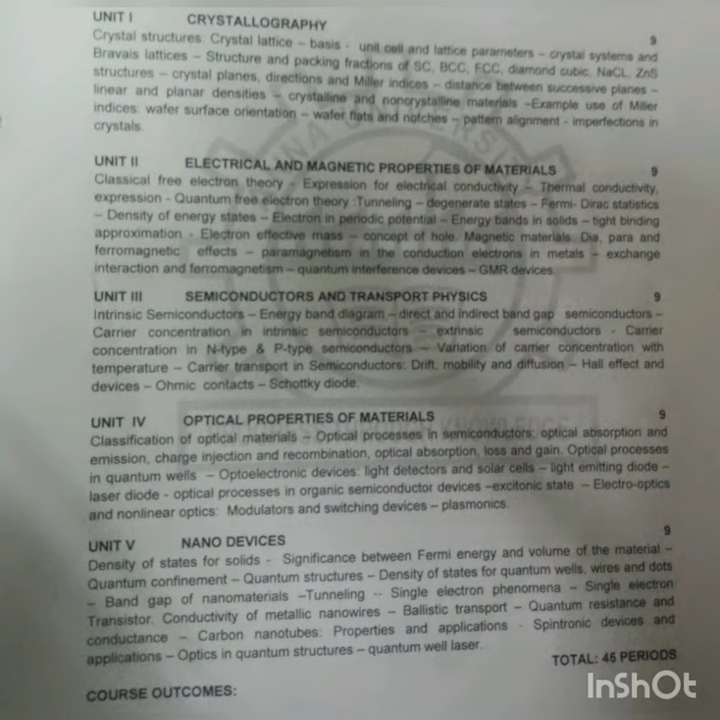 UNIT I CRYSTALLOGRAPHY 9
Crystal structures: Crystal lattice – basis - unit cell and lattice parameters – crystal systems and
Bravais lattices – Structure and packing fractions of SC, BCC, FCC, diamond cubic, NaCL, ZnS
structures – crystal planes, directions and Miller indices – distance between successive planes –
linear and planar densities – crystalline and noncrystalline materials –Example use of Miller
indices: wafer surface orientation – wafer flats and notches – pattern alignment - imperfections in
crystals.
UNIT II ELECTRICAL AND MAGNETIC PROPERTIES OF MATERIALS 9
Classical free electron theory - Expression for electrical conductivity – Thermal conductivity,
expression - Quantum free electron theory :Tunneling – degenerate states – Fermi- Dirac statistics
– Density of energy states – Electron in periodic potential – Energy bands in solids – tight binding
approximation - Electron effective mass – concept of hole. Magnetic materials: Dia, para and
ferromagnetic effects – paramagnetism in the conduction electrons in metals – exchange
interaction and ferromagnetism – quantum interference devices – GMR devices.
UNIT III SEMICONDUCTORS AND TRANSPORT PHYSICS 9
Intrinsic Semiconductors – Energy band diagram – direct and indirect band gap semiconductors –
Carrier concentration in intrinsic semiconductors – extrinsic semiconductors - Carrier
concentration in N-type & P-type semiconductors – Variation of carrier concentration with
temperature – Carrier transport in Semiconductors: Drift, mobility and diffusion – Hall effect and
devices – Ohmic contacts – Schottky diode.
UNIT IV OPTICAL PROPERTIES OF MATERIALS 9
Classification of optical materials – Optical processes in semiconductors: optical absorption and
emission, charge injection and recombination, optical absorption, loss and gain. Optical processes
in quantum wells – Optoelectronic devices: light detectors and solar cells – light emitting diode –
laser diode - optical processes in organic semiconductor devices –excitonic state – Electro-optics
and nonlinear optics: Modulators and switching devices – plasmonics.
UNIT V NANO DEVICES 9
Density of states for solids - Significance between Fermi energy and volume of the material –
Quantum confinement – Quantum structures – Density of states for quantum wells, wires and dots
– Band gap of nanomaterials –Tunneling -- Single electron phenomena – Single electron
Transistor. Conductivity of metallic nanowires – Ballistic transport – Quantum resistance and
conductance – Carbon nanotubes: Properties and applications - Spintronic devices and
applications – Optics in quantum structures – quantum well laser.
TOTAL: 45 PERIODS
COURSE OUTCOMES:
InShOt